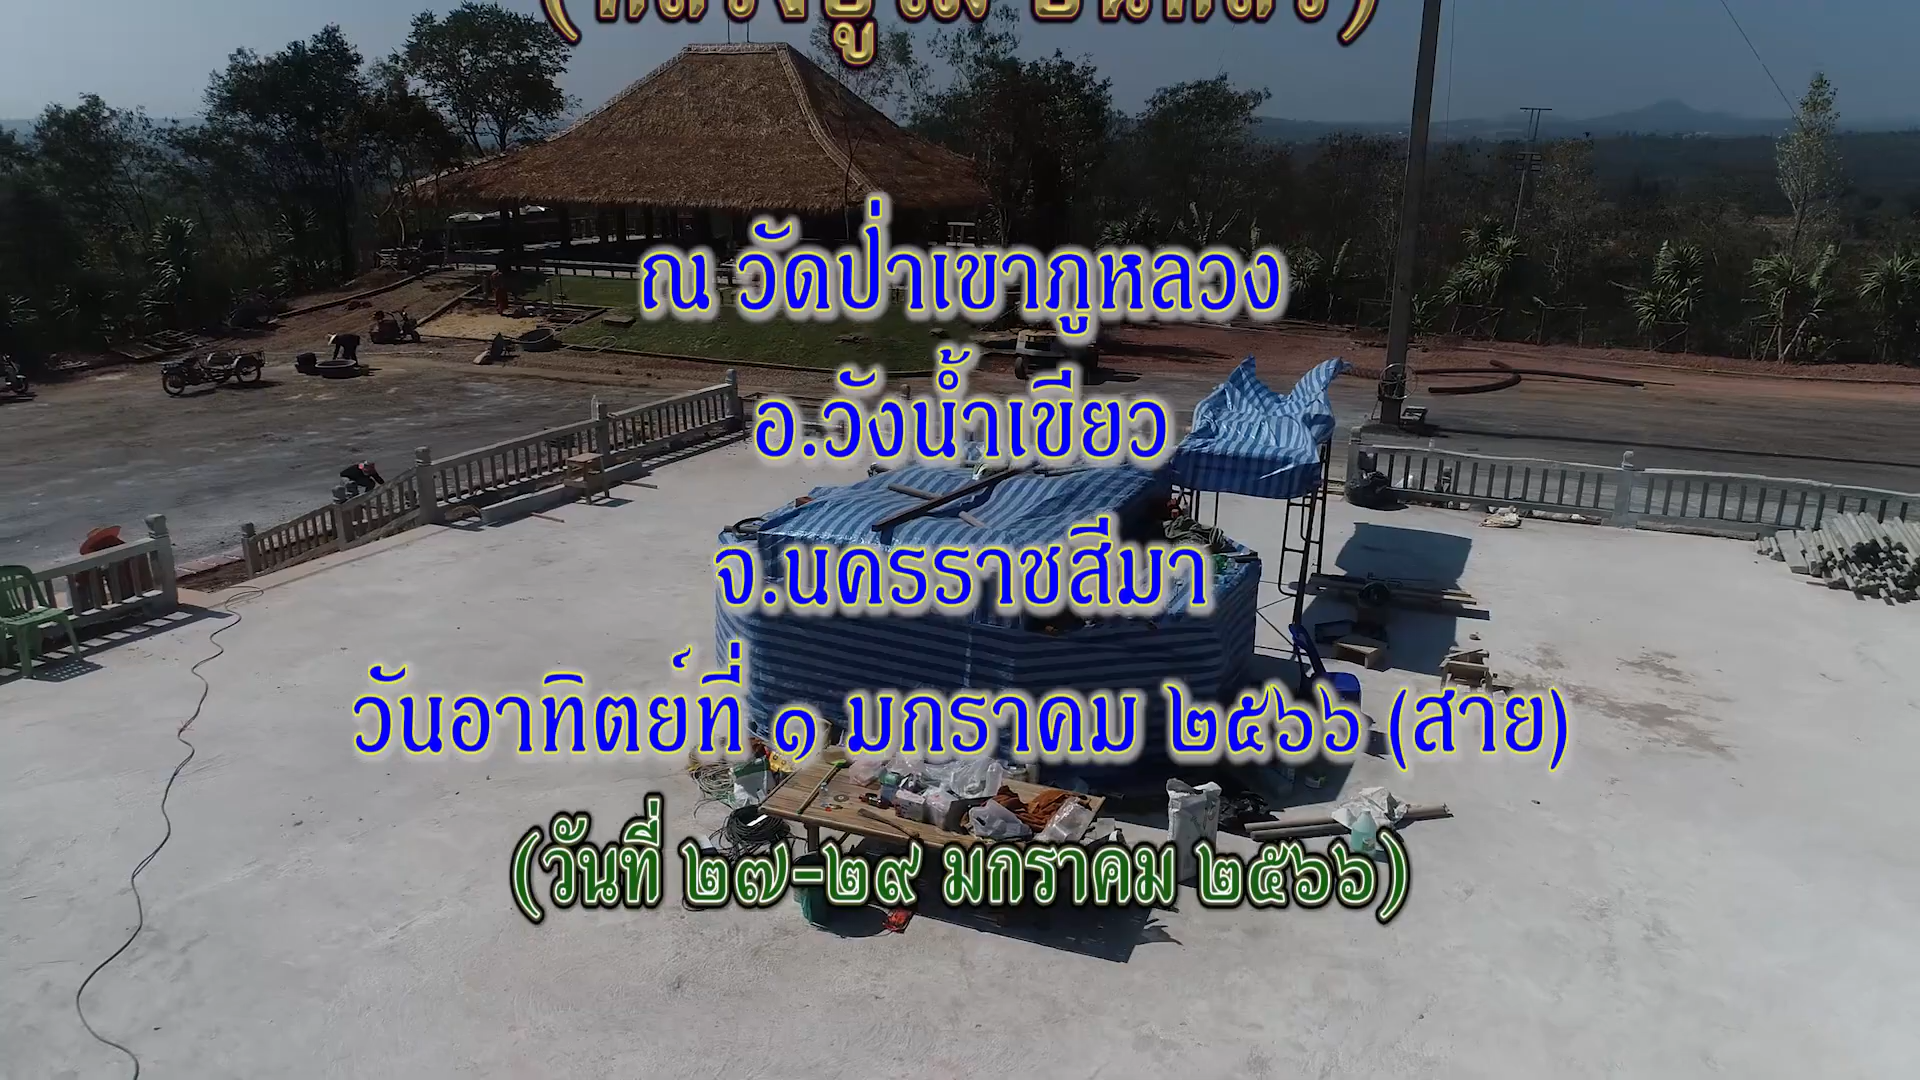 ณ วัดป่าเขาภูหลวง
อ.วังน้ำเขียว
จ.นครราชสีมา
วันอาทิตย์ที่ ๑ มกราคม ๒๕๖๖ (สาย)
(วันที่ ๒๗-๒๙ มกราคม ๒๕๖๖)